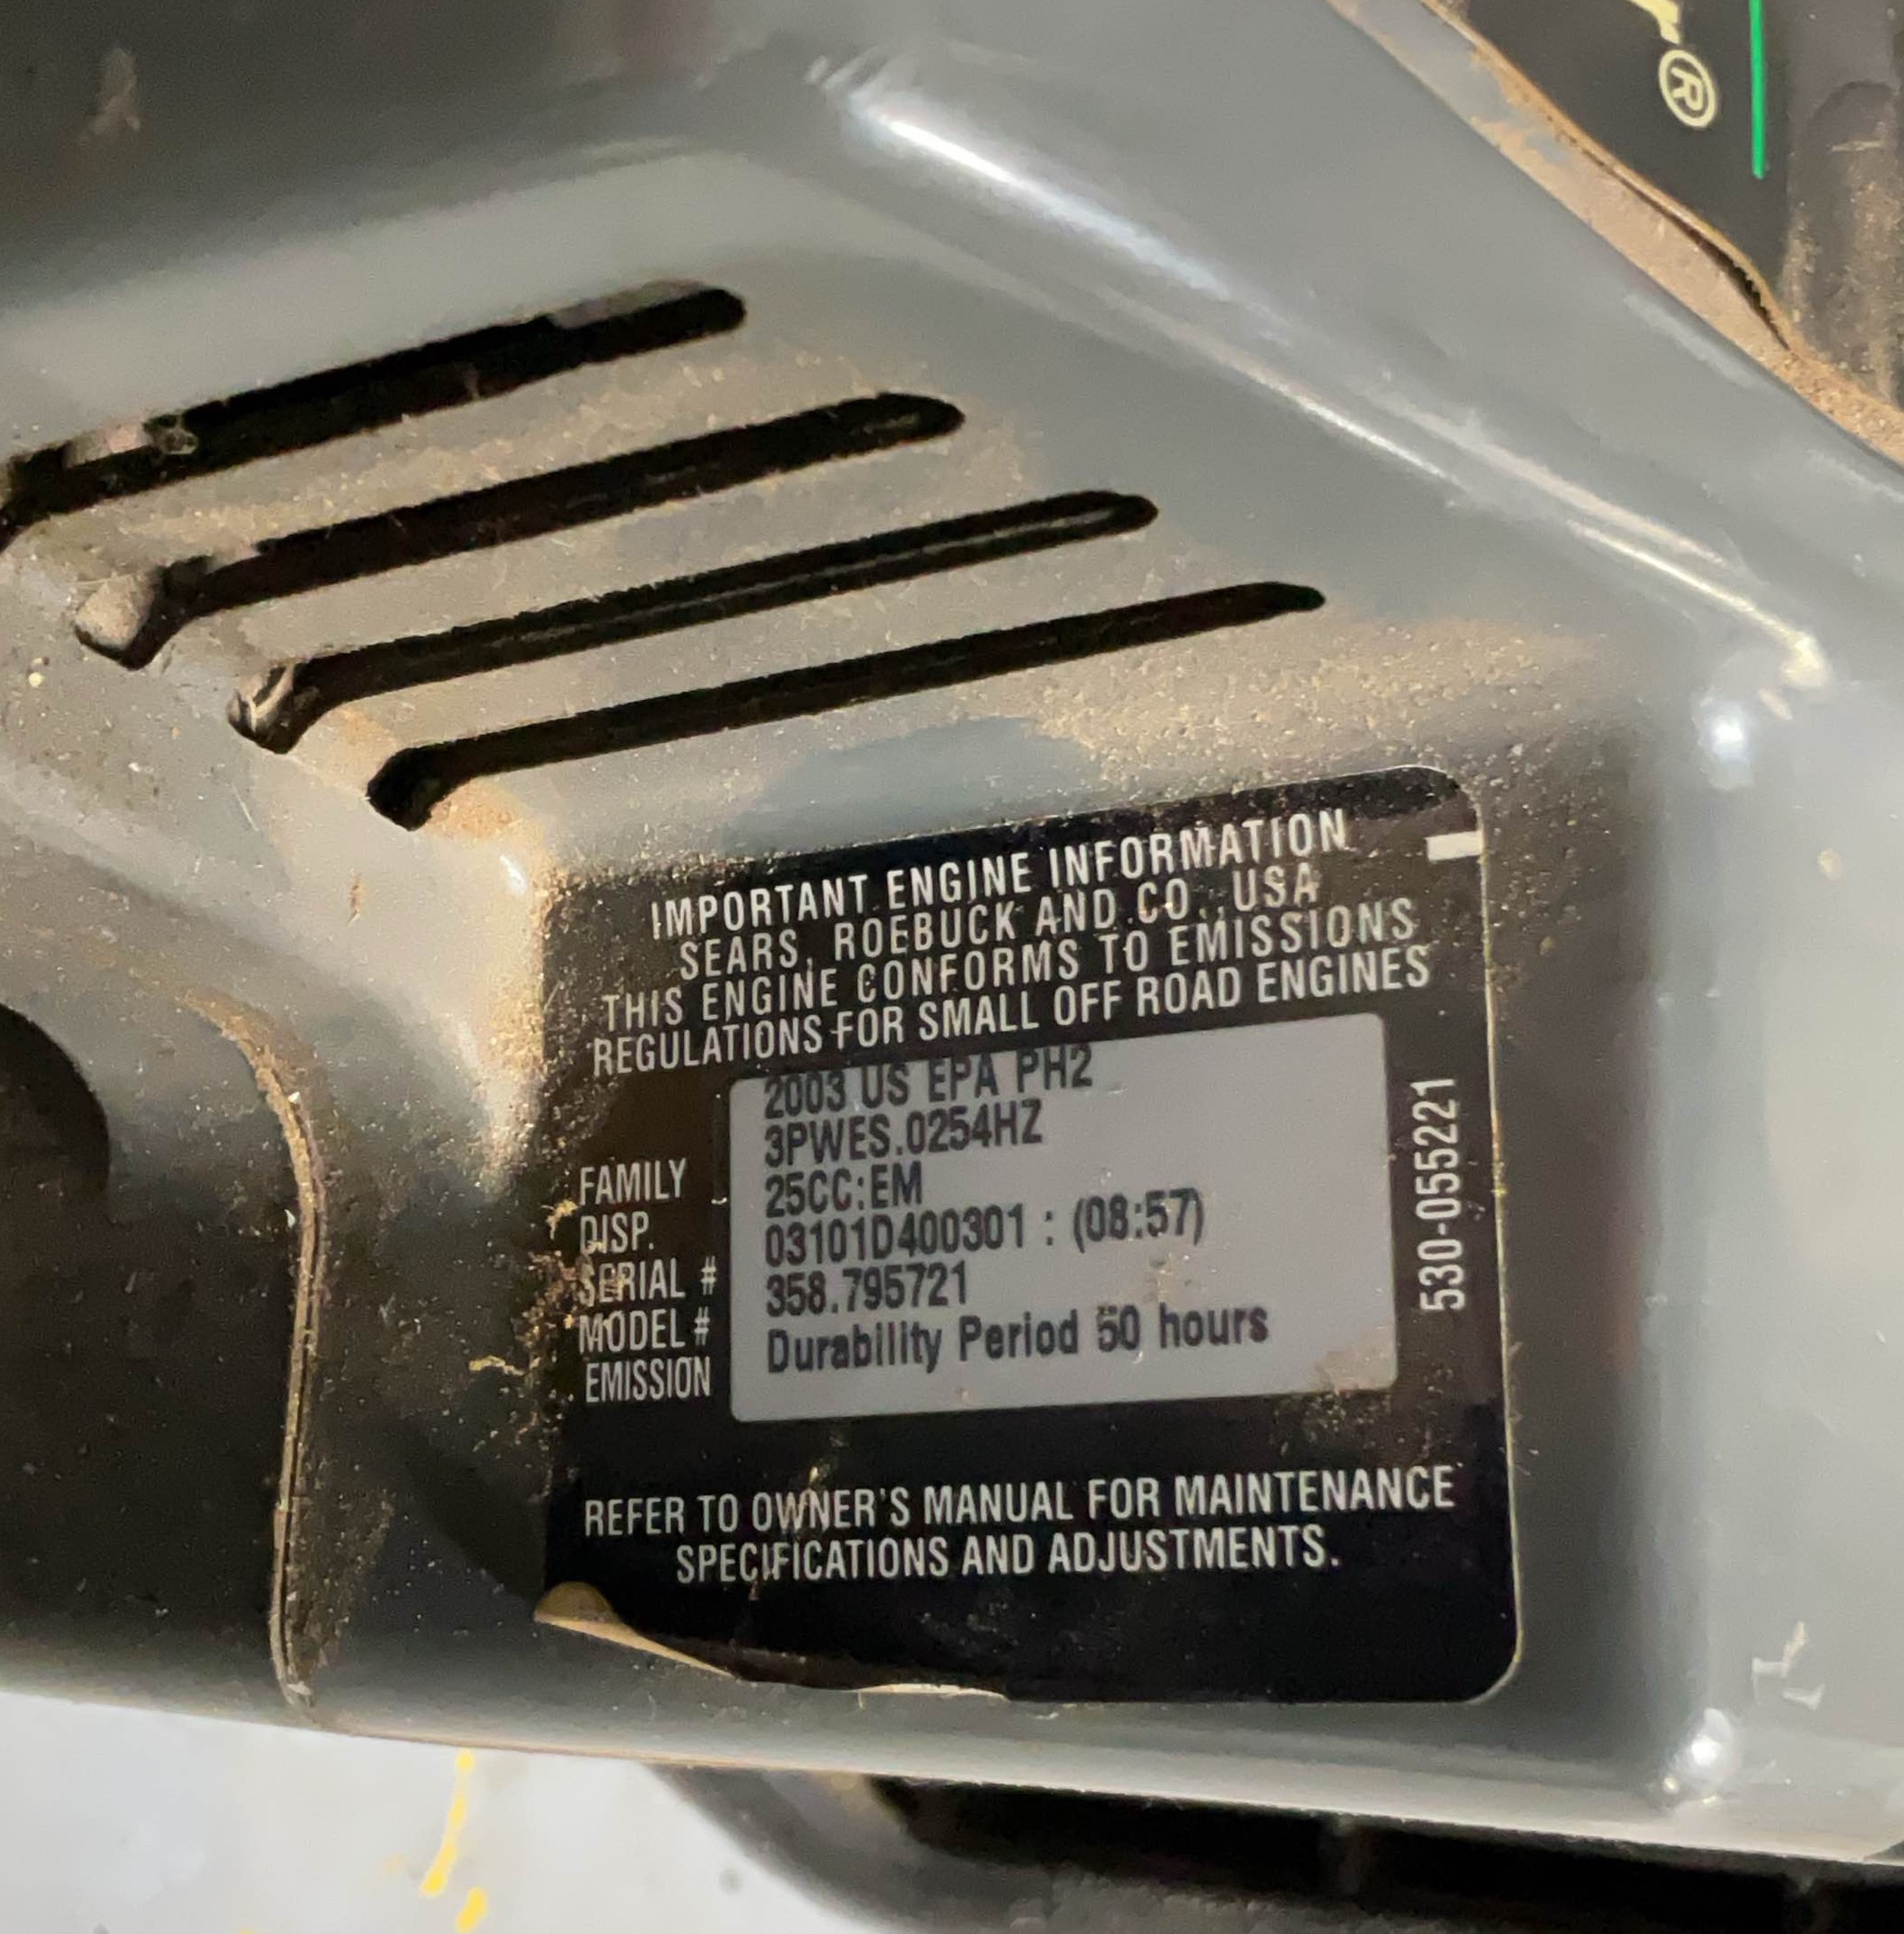 r®
IMPORTANT ENGINE INFORMATION
SEARS, ROEBUCK AND CO., USA
THIS ENGINE CONFORMS TO EMISSIONS
REGULATIONS FOR SMALL OFF ROAD ENGINES
2003 US EPA PH2
FAMILY 3PWES.0254HZ
DISP. 25CC:EM
SERIAL # 03101D400301 : (08:57)
MODEL # 358.795721
EMISSION Durability Period 50 hours
530-055221
REFER TO OWNER'S MANUAL FOR MAINTENANCE
SPECIFICATIONS AND ADJUSTMENTS.